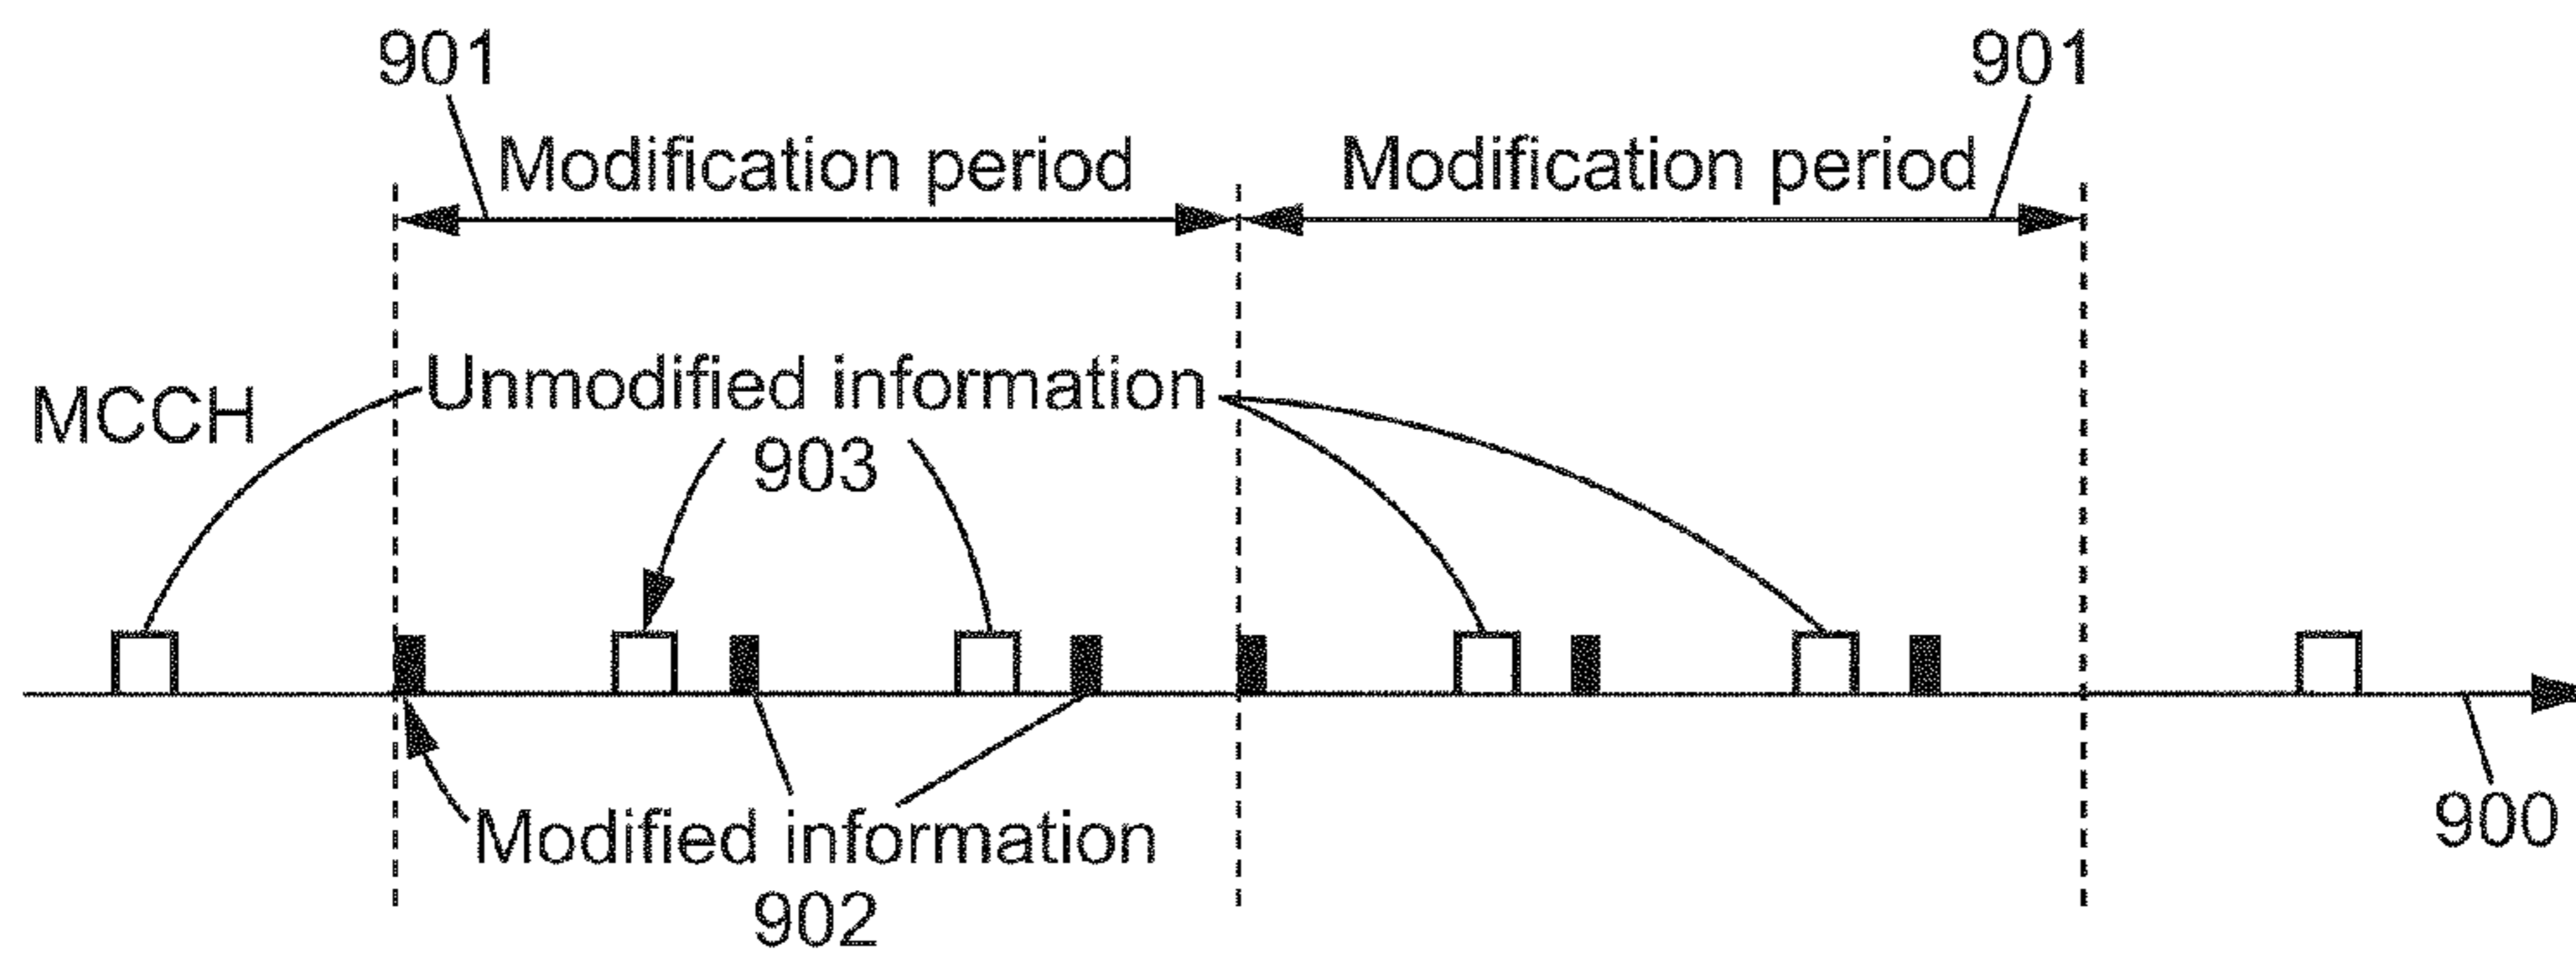 901
901
Modification period
Modification period
MCCH
Unmodified information
903
Modified information
902
900